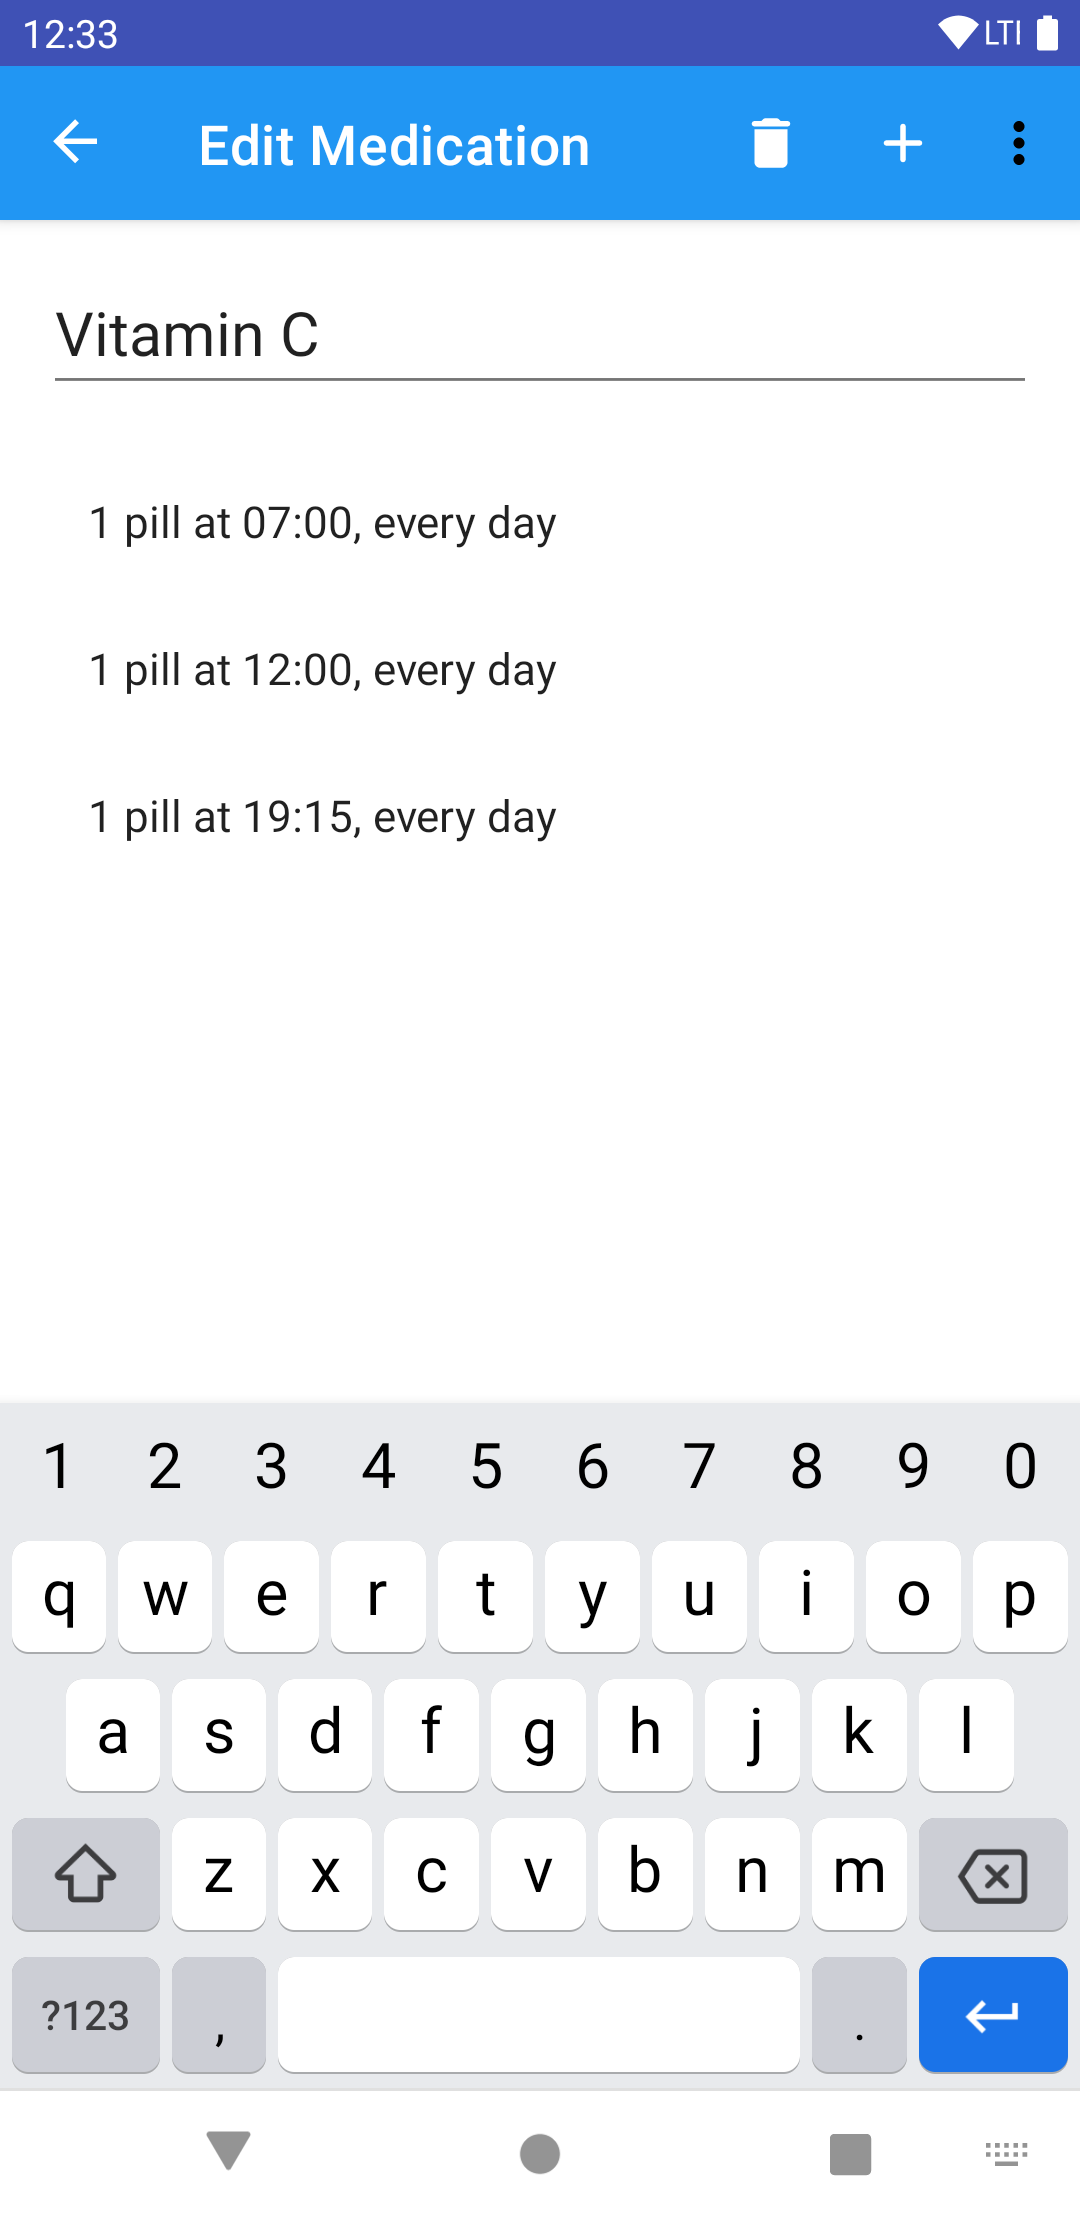 12:33 LTE
Edit Medication
Vitamin C
1 pill at 07:00, every day
1 pill at 12:00, every day
1 pill at 19:15, every day
1 2 3 4 5 6 7 8 9 0
q w e r t y u i o p
a s d f g h j k l
z x c v b n m
?123 , .